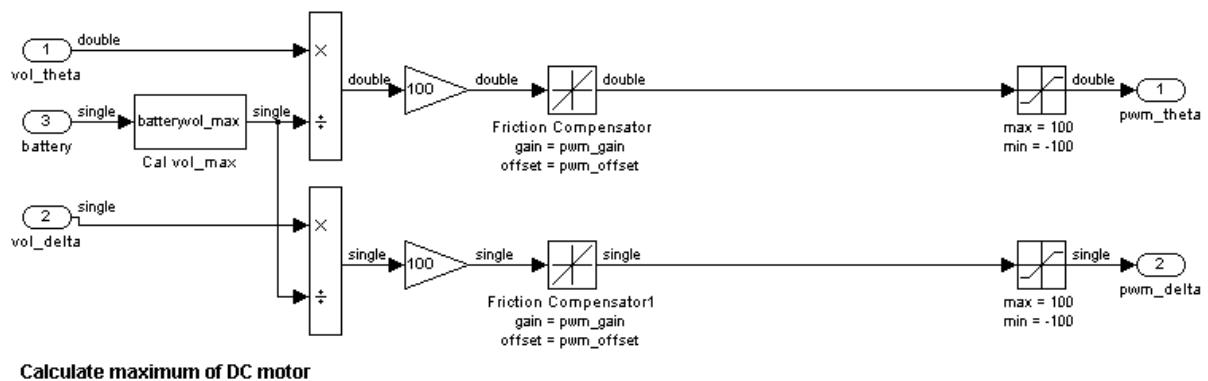 1
double
vol_theta
×
÷
double
100
double
double
double
1
pwm_theta
3
single
battery
batteryvol_max
single
Cal vol_max
Friction Compensator
gain = pwm_gain
offset = pwm_offset
max = 100
min = -100
2
single
vol_delta
×
÷
single
100
single
single
single
2
pwm_delta
Friction Compensator1
gain = pwm_gain
offset = pwm_offset
max = 100
min = -100
Calculate maximum of DC motor